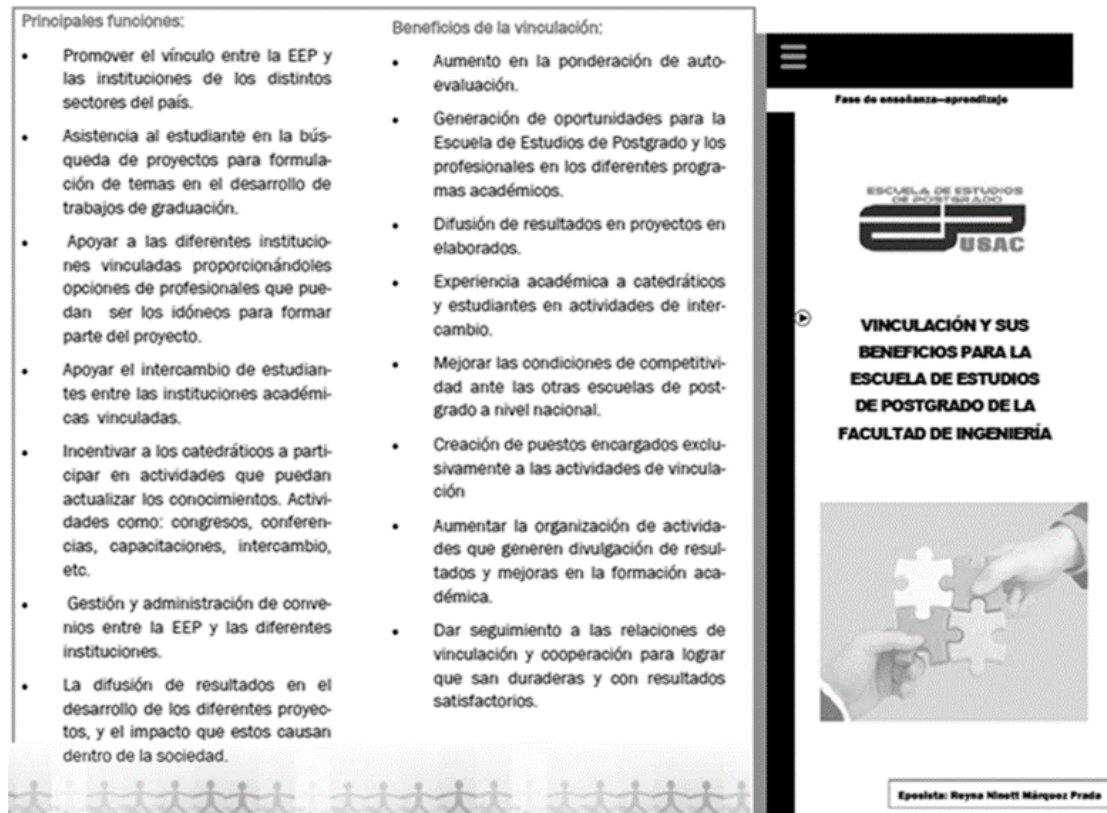 Principales funciones:
• Promover el vínculo entre la EEP y
las instituciones de los distintos
sectores del país.
• Asistencia al estudiante en la bús-
queda de proyectos para formula-
ción de temas en el desarrollo de
trabajos de graduación.
• Apoyar a las diferentes institucio-
nes vinculadas proporcionándoles
opciones de profesionales que pue-
dan ser los idóneos para formar
parte del proyecto.
• Apoyar el intercambio de estudian-
tes entre las instituciones académi-
cas vinculadas.
• Incentivar a los catedráticos a parti-
cipar en actividades que puedan
actualizar los conocimientos. Activi-
dades como: congresos, conferen-
cias, capacitaciones, intercambio,
etc.
• Gestión y administración de conve-
nios entre la EEP y las diferentes
instituciones.
• La difusión de resultados en el
desarrollo de los diferentes proyec-
tos, y el impacto que estos causan
dentro de la sociedad.
Beneficios de la vinculación:
• Aumento en la ponderación de auto-
evaluación.
• Generación de oportunidades para la
Escuela de Estudios de Postgrado y los
profesionales en los diferentes progra-
mas académicos.
• Difusión de resultados en proyectos en
elaborados.
• Experiencia académica a catedráticos
y estudiantes en actividades de inter-
cambio.
• Mejorar las condiciones de competitivi-
dad ante las otras escuelas de post-
grado a nivel nacional.
• Creación de puestos encargados exclu-
sivamente a las actividades de vincula-
ción
• Aumentar la organización de activida-
des que generen divulgación de resul-
tados y mejoras en la formación aca-
démica.
• Dar seguimiento a las relaciones de
vinculación y cooperación para lograr
que san duraderas y con resultados
satisfactorios.
Fase de enseñanza—aprendizaje
ESCUELA DE ESTUDIOS
DE POSTGRADO
USAC
VINCULACIÓN Y SUS
BENEFICIOS PARA LA
ESCUELA DE ESTUDIOS
DE POSTGRADO DE LA
FACULTAD DE INGENIERÍA
Epesista: Reyna Ninett Márquez Prada